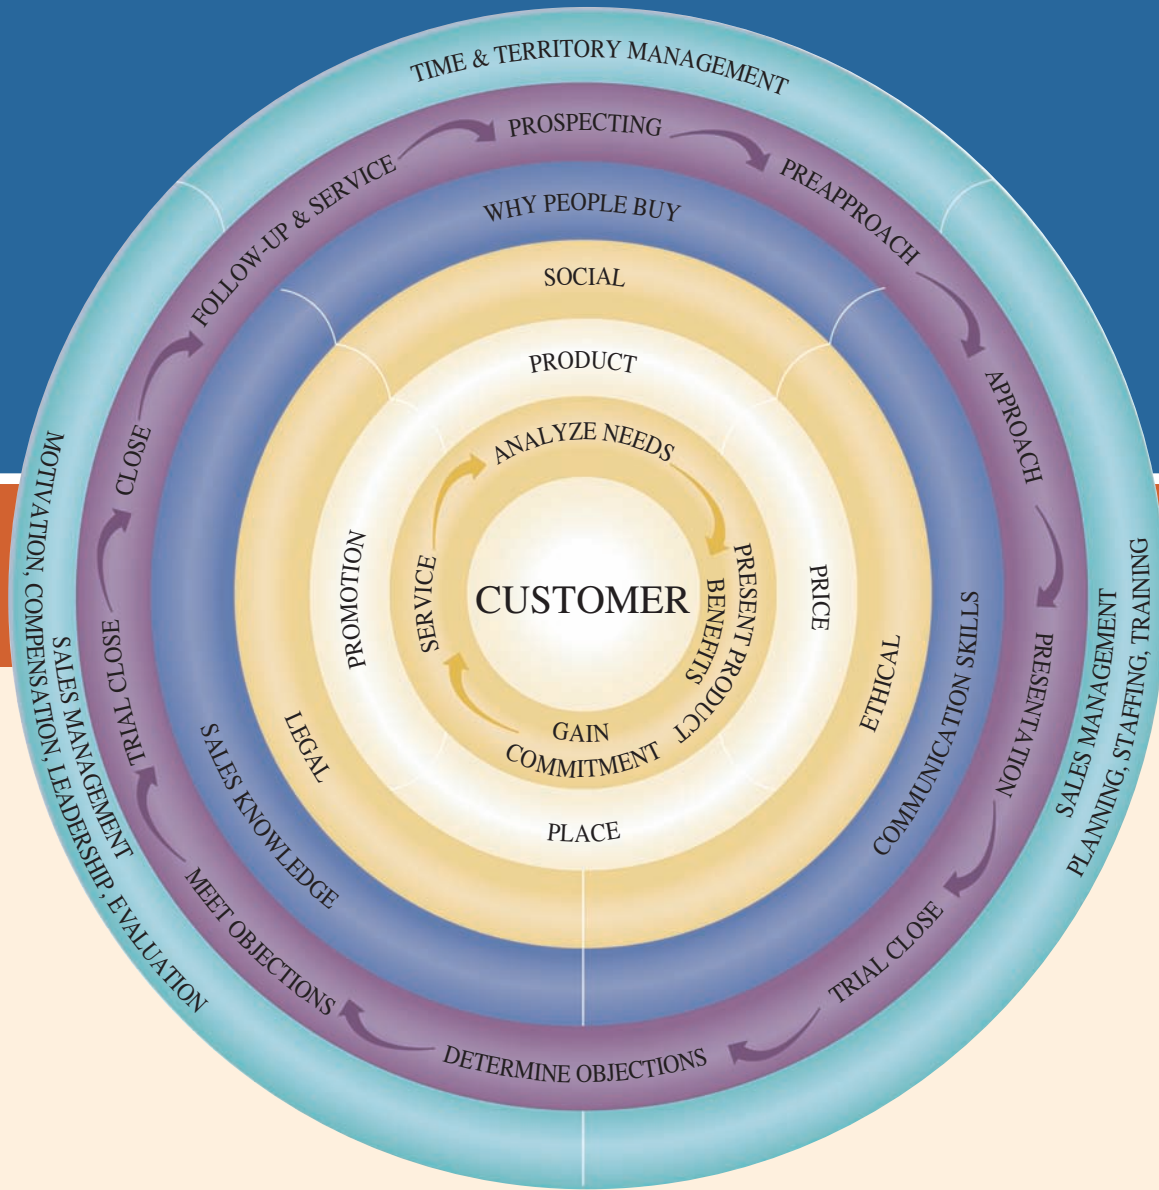 TIME & TERRITORY MANAGEMENT
SALES MANAGEMENT
PLANNING, STAFFING, TRAINING
SALES MANAGEMENT
MOTIVATION, COMPENSATION, LEADERSHIP, EVALUATION
PROSPECTING
PREAPPROACH
APPROACH
PRESENTATION
TRIAL CLOSE
DETERMINE OBJECTIONS
MEET OBJECTIONS
TRIAL CLOSE
CLOSE
FOLLOW-UP & SERVICE
WHY PEOPLE BUY
COMMUNICATION SKILLS
SALES KNOWLEDGE
SOCIAL
ETHICAL
LEGAL
PRODUCT
PRICE
PLACE
PROMOTION
ANALYZE NEEDS
PRESENT PRODUCT
BENEFITS
GAIN
COMMITMENT
SERVICE
CUSTOMER